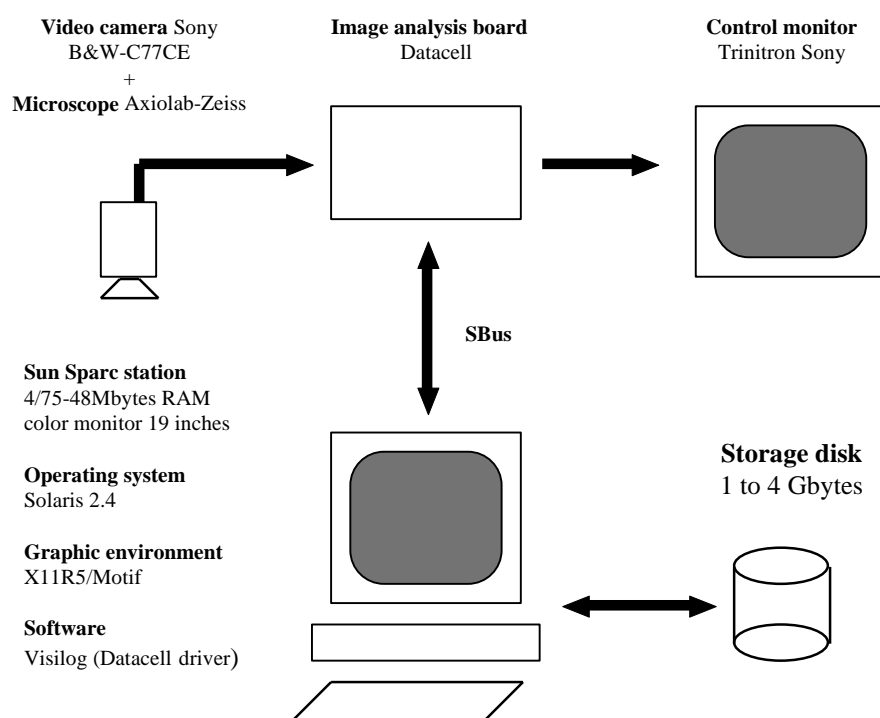 Video camera Sony
B&W-C77CE
+
Microscope Axiolab-Zeiss
Image analysis board
Datacell
Control monitor
Trinitron Sony
SBus
Sun Sparc station
4/75-48Mbytes RAM
color monitor 19 inches
Operating system
Solaris 2.4
Graphic environment
X11R5/Motif
Software
Visilog (Datacell driver)
Storage disk
1 to 4 Gbytes